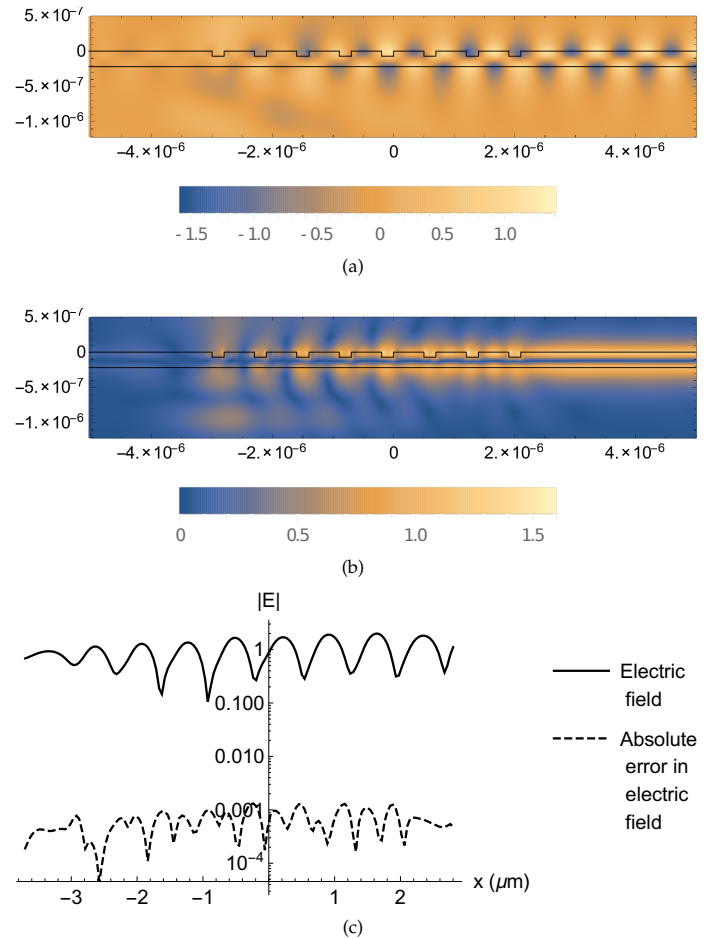 5.×10⁻⁷
0
-5.×10⁻⁷
-1.×10⁻⁶
-4.×10⁻⁶ -2.×10⁻⁶ 0 2.×10⁻⁶ 4.×10⁻⁶
-1.5 -1.0 -0.5 0 0.5 1.0
(a)
5.×10⁻⁷
0
-5.×10⁻⁷
-1.×10⁻⁶
-4.×10⁻⁶ -2.×10⁻⁶ 0 2.×10⁻⁶ 4.×10⁻⁶
0 0.5 1.0 1.5
(b)
|E|
1
0.100
0.010
0.001
10⁻⁴
-3 -2 -1 1 2
x (μm)
Electric
field
Absolute
error in
electric
field
(c)